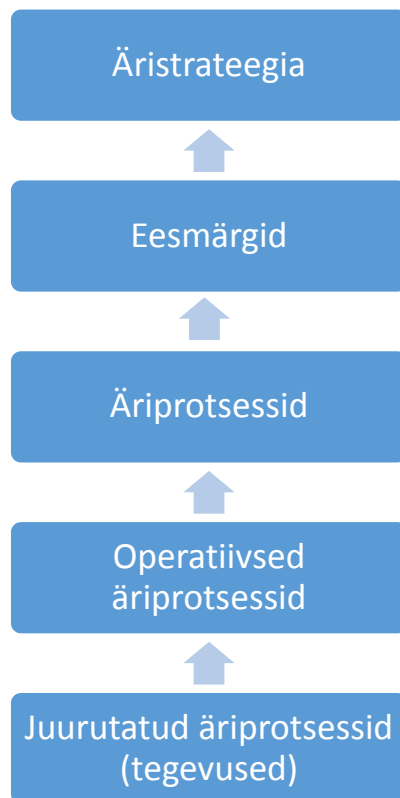 Äristrateegia
Eesmärgid
Äriprotsessid
Operatiivsed
äriprotsessid
Juurutatud äriprotsessid
(tegevused)